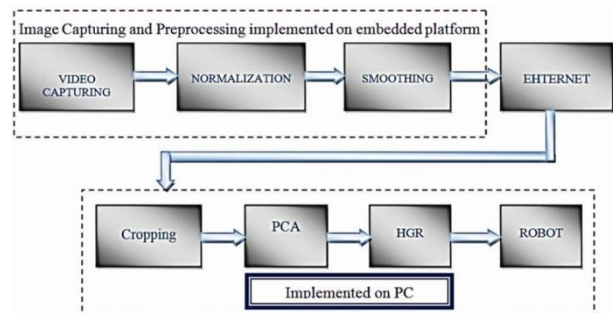 Image Capturing and Preprocessing implemented on embedded platform
VIDEO
CAPTURING
NORMALIZATION
SMOOTHING
EHTERNET
Cropping
PCA
HGR
ROBOT
Implemented on PC